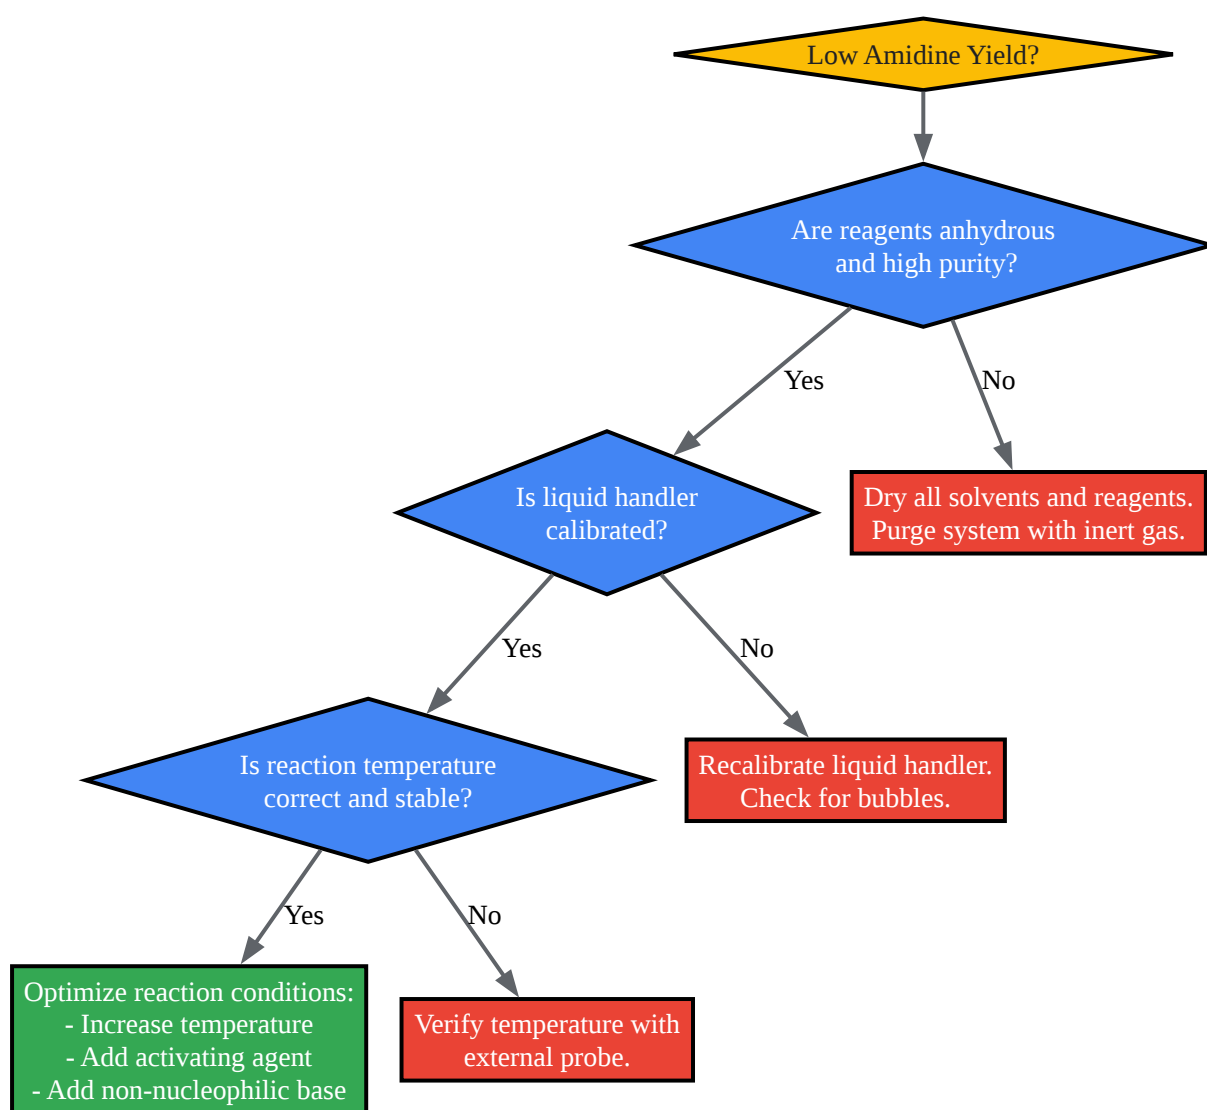 Low Amidine Yield?
Are reagents anhydrous
and high purity?
Yes
No
Is liquid handler
calibrated?
Dry all solvents and reagents.
Purge system with inert gas.
Yes
No
Is reaction temperature
correct and stable?
Recalibrate liquid handler.
Check for bubbles.
Yes
No
Optimize reaction conditions:
- Increase temperature
- Add activating agent
- Add non-nucleophilic base
Verify temperature with
external probe.